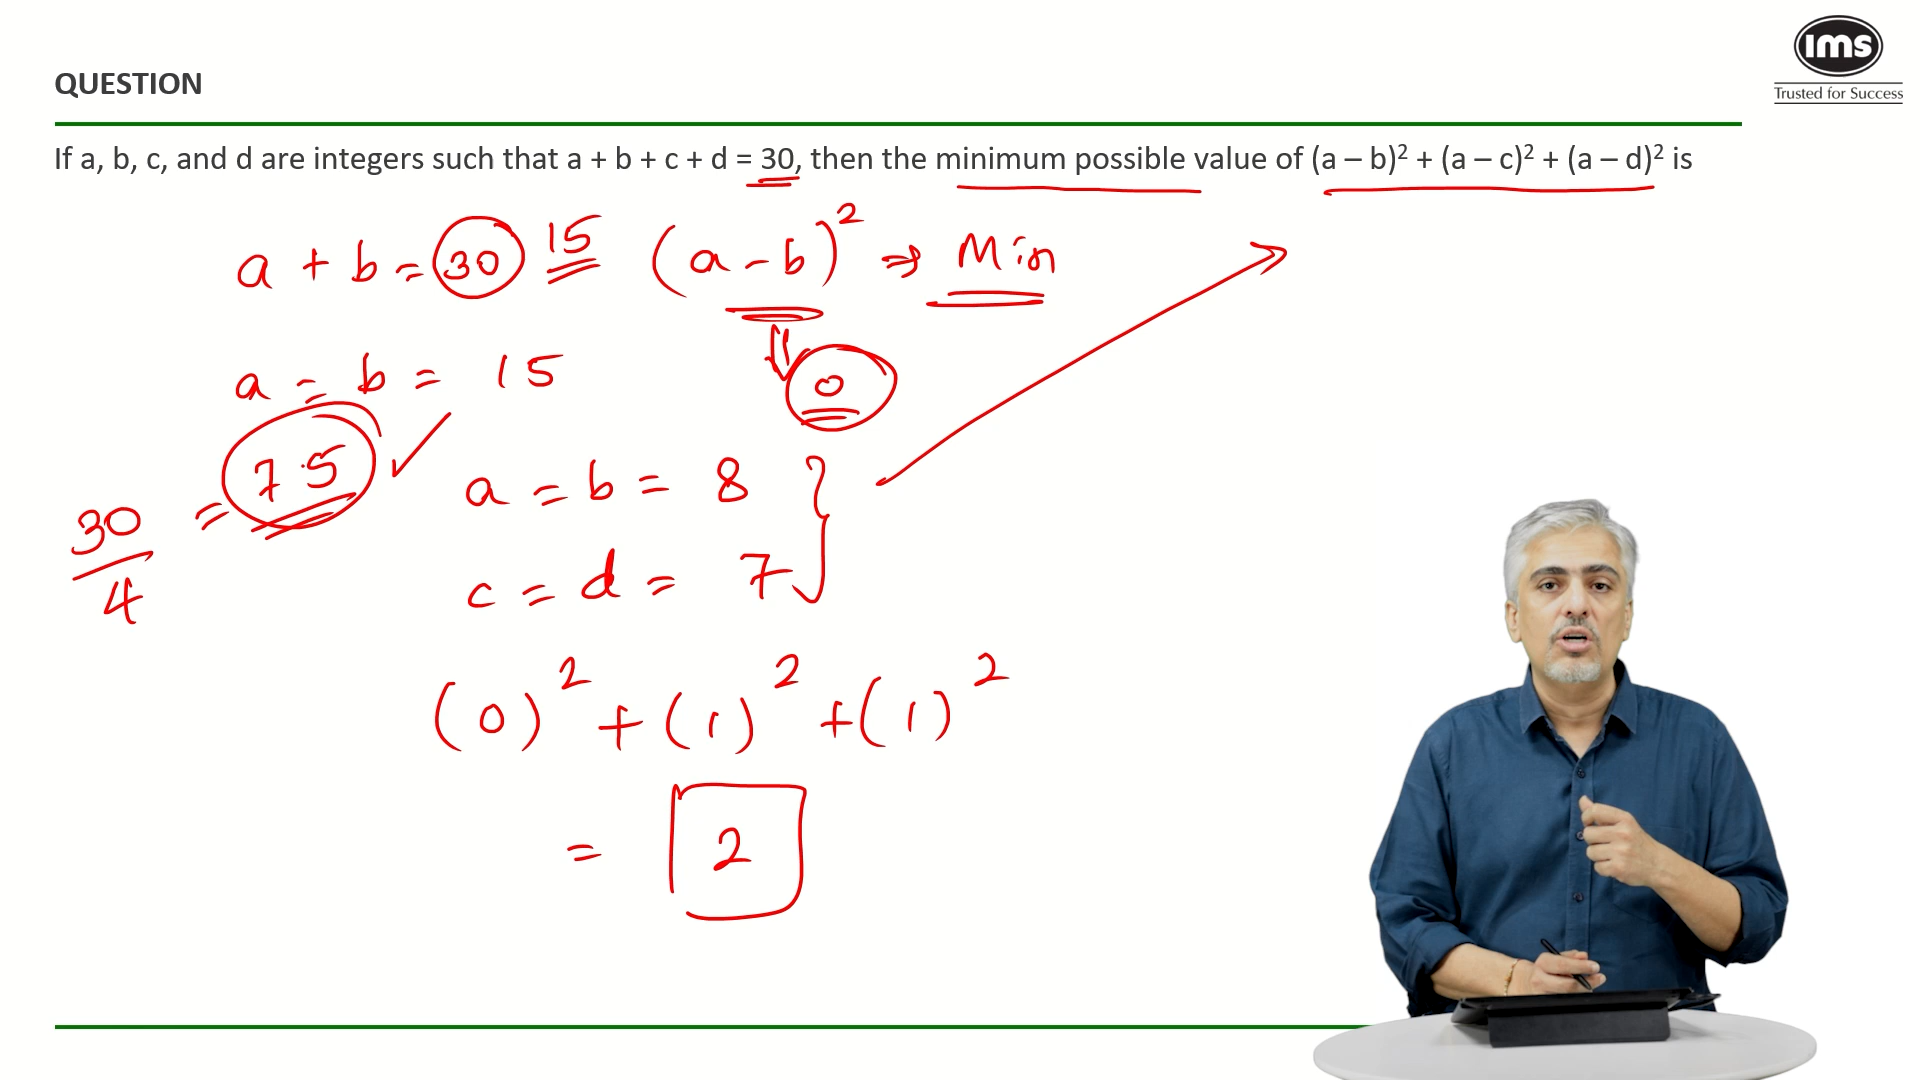 ims
Trusted for Success
QUESTION
If a, b, c, and d are integers such that a + b + c + d = 30, then the minimum possible value of (a – b)² + (a – c)² + (a – d)² is
a + b = 30 15 (a - b)² ⇒ Min
0
a = b = 15
30/4 = 7.5 ✓
a = b = 8
c = d = 7
(0)² + (1)² + (1)²
= 2